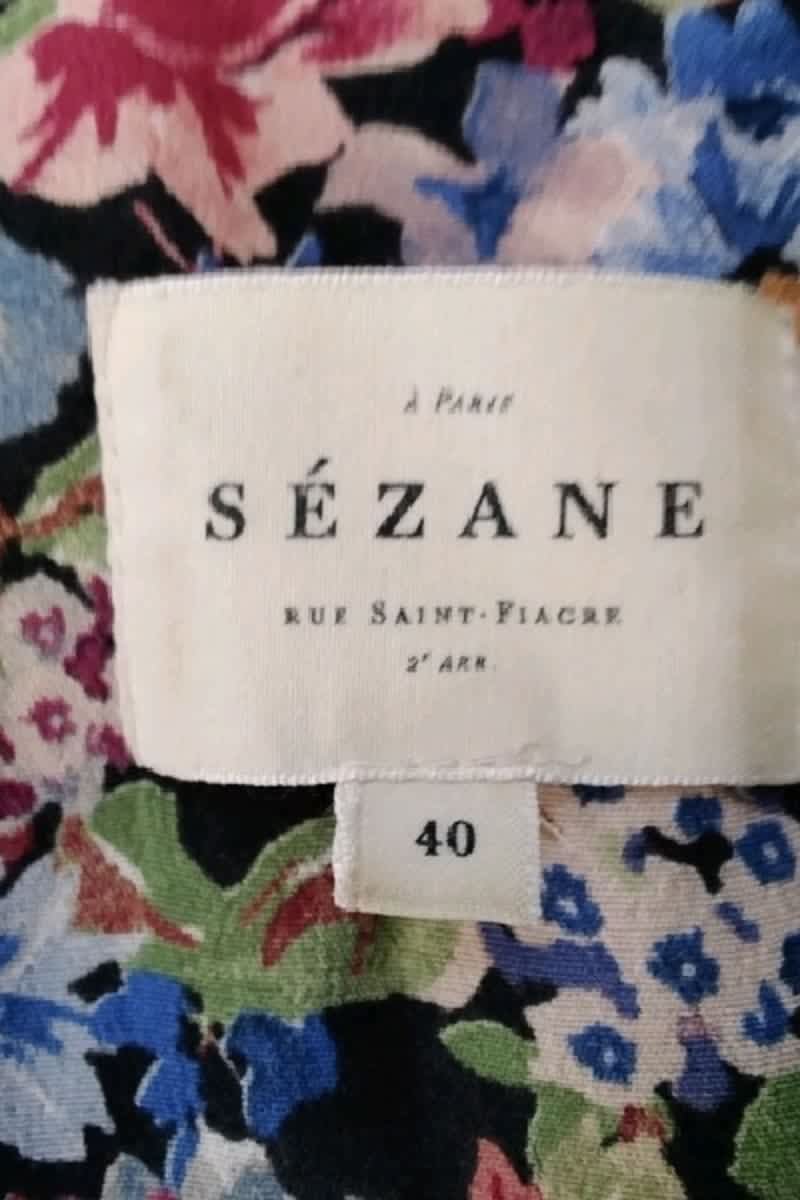 À PARIS
SÉZANE
RUE SAINT-FIACRE
2ᵉ ARR.
40